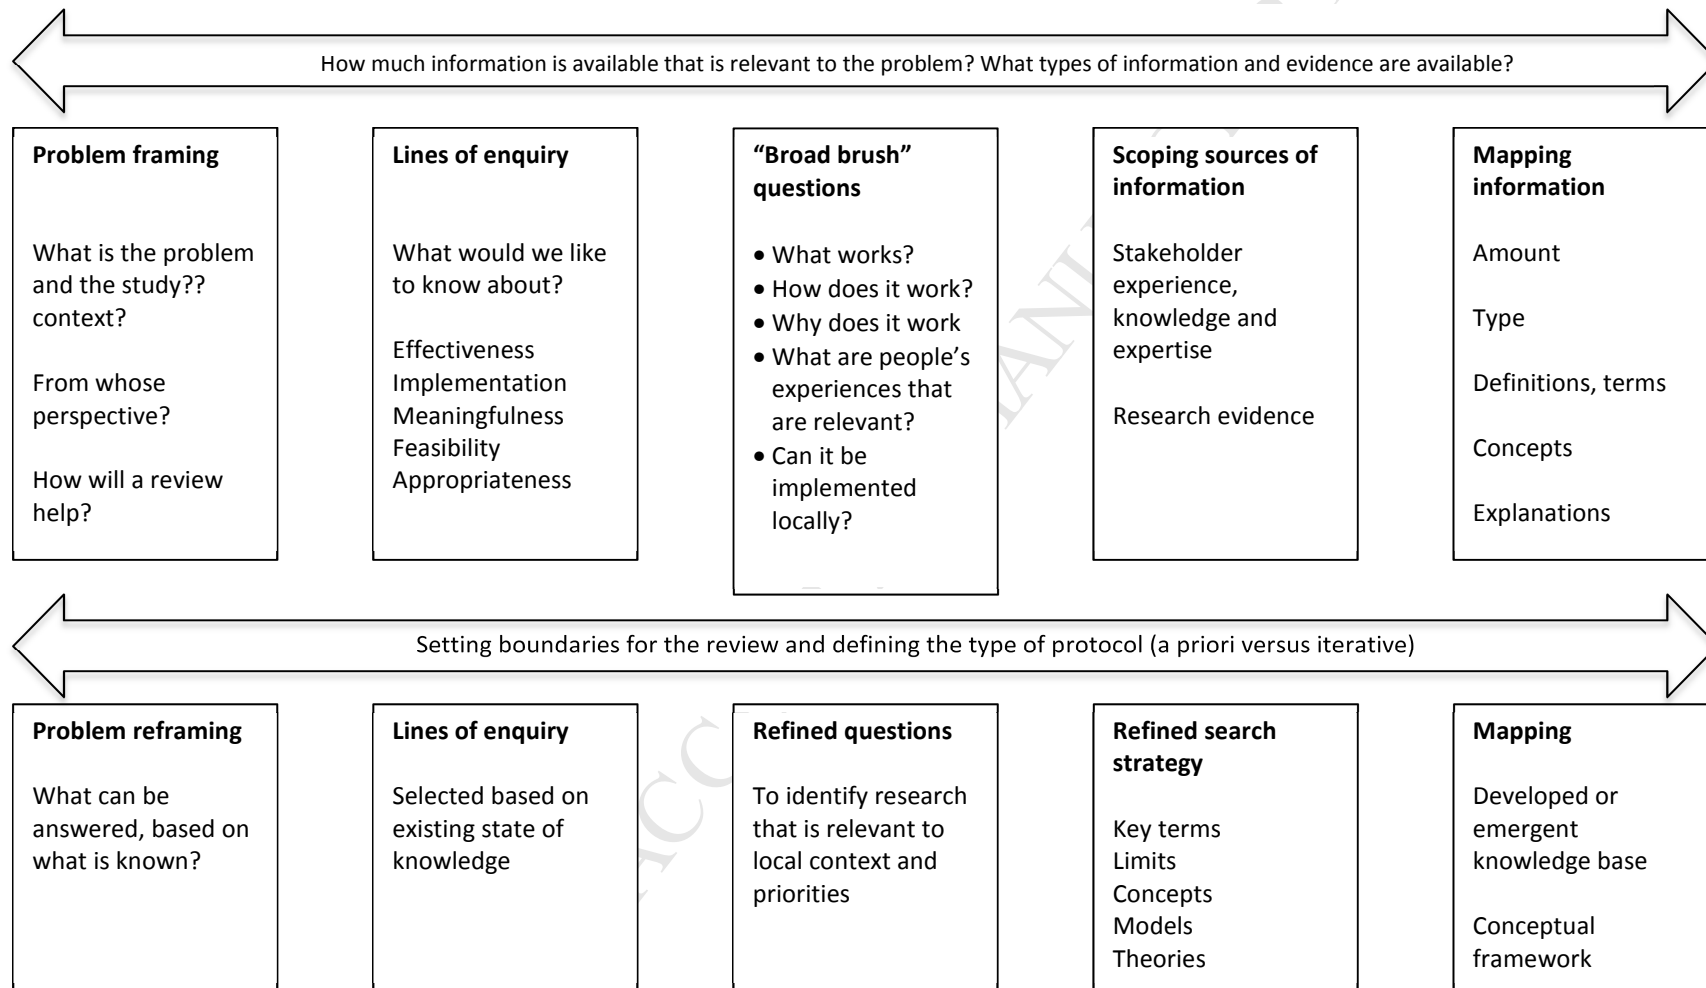 How much information is available that is relevant to the problem? What types of information and evidence are available?
Problem framing
What is the problem
and the study??
context?
From whose
perspective?
How will a review
help?
Lines of enquiry
What would we like
to know about?
Effectiveness
Implementation
Meaningfulness
Feasibility
Appropriateness
“Broad brush”
questions
• What works?
• How does it work?
• Why does it work
• What are people’s
experiences that
are relevant?
• Can it be
implemented
locally?
Scoping sources of
information
Stakeholder
experience,
knowledge and
expertise
Research evidence
Mapping
information
Amount
Type
Definitions, terms
Concepts
Explanations
Setting boundaries for the review and defining the type of protocol (a priori versus iterative)
Problem reframing
What can be
answered, based on
what is known?
Lines of enquiry
Selected based on
existing state of
knowledge
Refined questions
To identify research
that is relevant to
local context and
priorities
Refined search
strategy
Key terms
Limits
Concepts
Models
Theories
Mapping
Developed or
emergent
knowledge base
Conceptual
framework